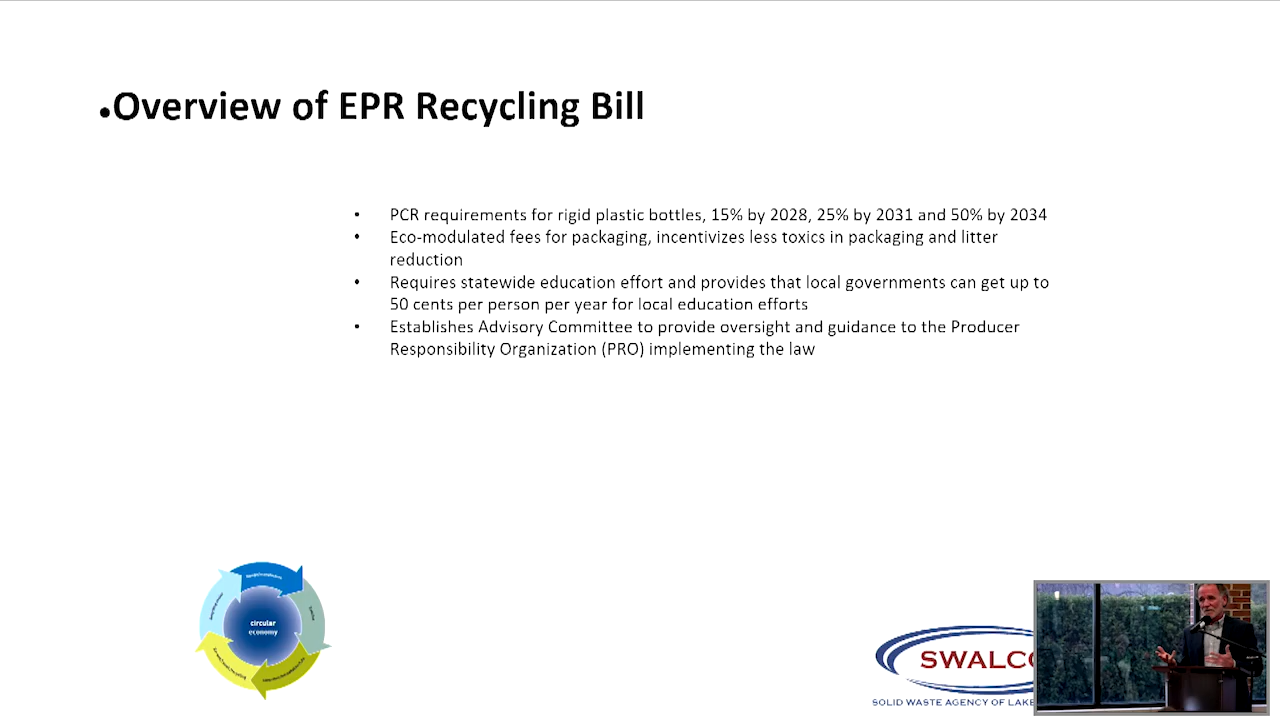 •Overview of EPR Recycling Bill
• PCR requirements for rigid plastic bottles, 15% by 2028, 25% by 2031 and 50% by 2034
• Eco-modulated fees for packaging, incentivizes less toxics in packaging and litter
reduction
• Requires statewide education effort and provides that local governments can get up to
50 cents per person per year for local education efforts
• Establishes Advisory Committee to provide oversight and guidance to the Producer
Responsibility Organization (PRO) implementing the law
circular
economy
SWALC
SOLID WASTE AGENCY OF LAKE